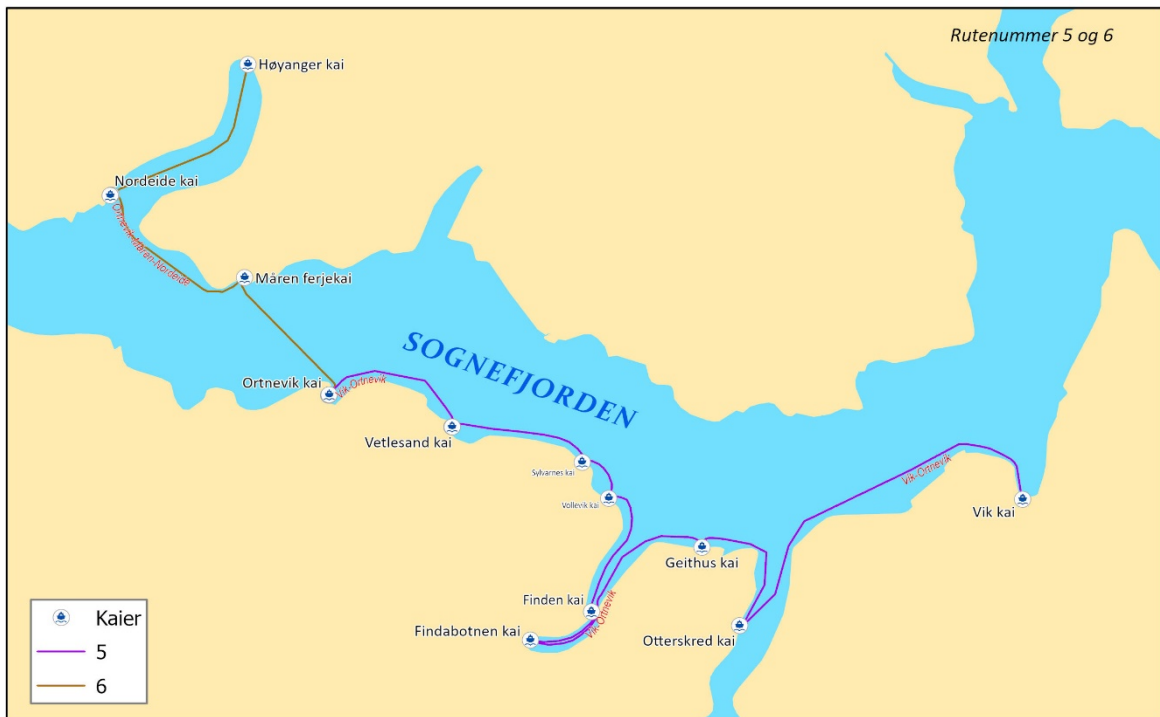 Rutenummer 5 og 6
Høyanger kai
Nordeide kai
Ortnevik-Måren-Nordeide
Måren ferjekai
SOGNEFJORDEN
Ortnevik kai
Vik-Ortnevik
Vetlesand kai
Sylvarnes kai
Vik-Ortnevik
Vollevik kai
Vik kai
Geithus kai
Finden kai
Vik-Ortnevik
Findabotnen kai
Otterskred kai
Kaier
5
6